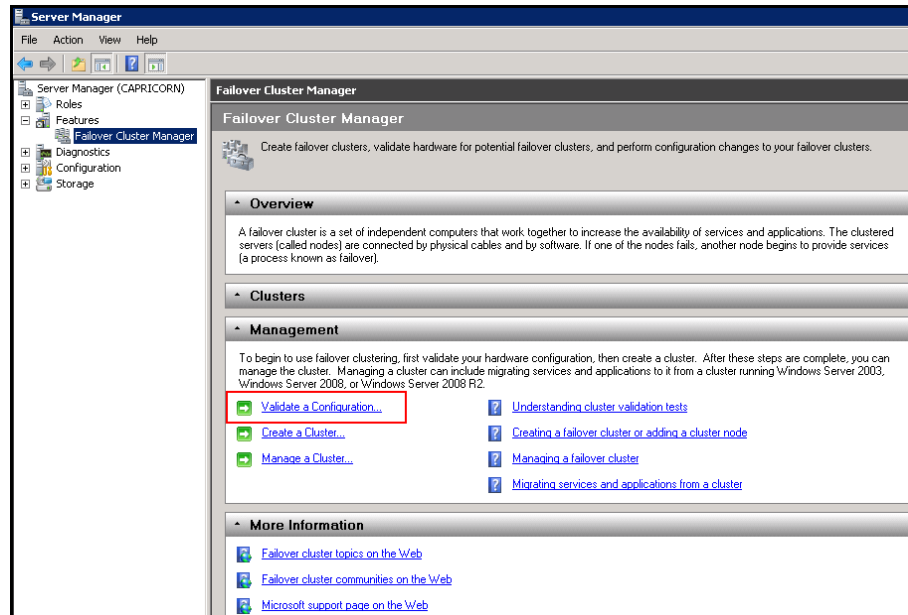 Server Manager
File Action View Help
Server Manager (CAPRICORN)
Roles
Features
Failover Cluster Manager
Diagnostics
Configuration
Storage
Failover Cluster Manager
Failover Cluster Manager
Create failover clusters, validate hardware for potential failover clusters, and perform configuration changes to your failover clusters.
Overview
A failover cluster is a set of independent computers that work together to increase the availability of services and applications. The clustered
servers (called nodes) are connected by physical cables and by software. If one of the nodes fails, another node begins to provide services
(a process known as failover).
Clusters
Management
To begin to use failover clustering, first validate your hardware configuration, then create a cluster. After these steps are complete, you can
manage the cluster. Managing a cluster can include migrating services and applications to it from a cluster running Windows Server 2003,
Windows Server 2008, or Windows Server 2008 R2.
Validate a Configuration...
Understanding cluster validation tests
Create a Cluster...
Creating a failover cluster or adding a cluster node
Manage a Cluster...
Managing a failover cluster
Migrating services and applications from a cluster
More Information
Failover cluster topics on the Web
Failover cluster communities on the Web
Microsoft support page on the Web